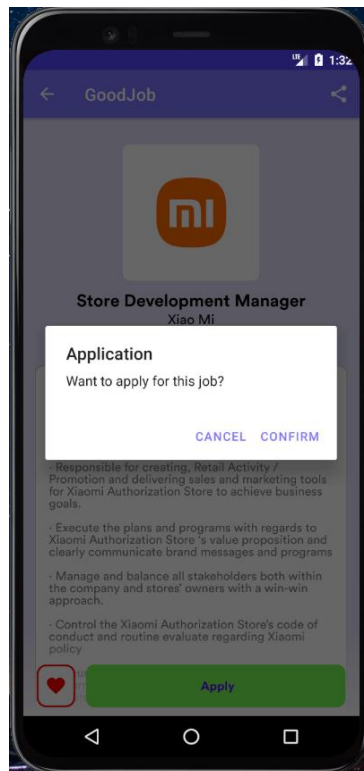 LTE 1:32
GoodJob
Store Development Manager
Xiao Mi
Application
Want to apply for this job?
CANCEL CONFIRM
· Responsible for creating, Retail Activity /
Promotion and delivering sales and marketing tools
for Xiaomi Authorization Store to achieve business
goals.
· Execute the plans and programs with regards to
Xiaomi Authorization Store 's value proposition and
clearly communicate brand messages and programs
· Manage and balance all stakeholders both within
the company and stores' owners with a win-win
approach.
· Control the Xiaomi Authorization Store's code of
conduct and routine evaluate regarding Xiaomi
policy
Apply